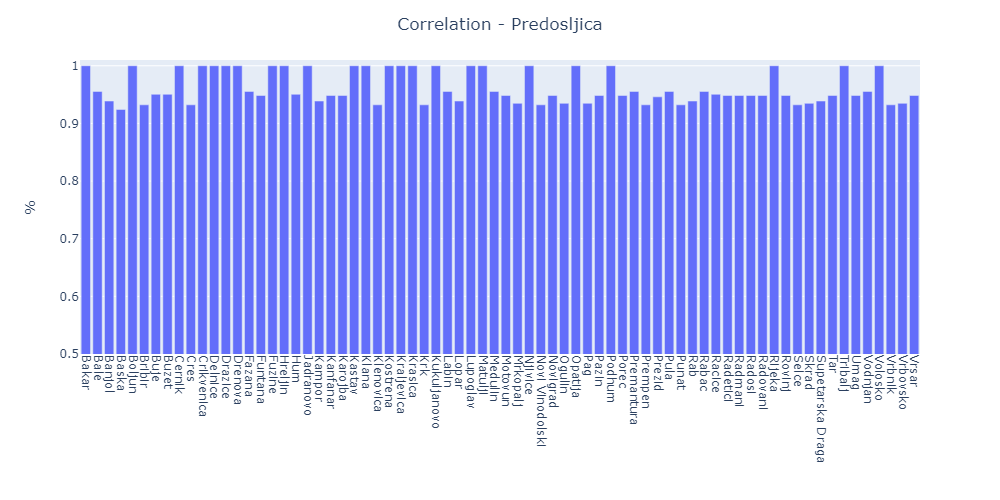 Correlation - Predosljica
%
1
0.9
0.8
0.7
0.6
0.5
Bakar
Bale
Banjol
Baska
Boljun
Bribir
Buje
Buzet
Cernik
Cres
Crikvenica
Delnice
Drazice
Drenova
Fazana
Funtana
Fuzine
Hreljin
Hum
Jadranovo
Kampor
Kanfanar
Karojba
Kastav
Klana
Klenovica
Kostrena
Kraljevica
Krasica
Krk
Kukuljanovo
Labin
Lopar
Lupoglav
Matulji
Medulin
Motovun
Mrkopalj
Njivice
Novi Vinodolski
Novigrad
Ogulin
Opatija
Pag
Pazin
Podhum
Porec
Premantura
Prempen
Prezid
Pula
Punat
Rab
Rabac
Racice
Radetici
Radmani
Radosi
Radovani
Rijeka
Rovinj
Selce
Skrad
Supetarska Draga
Tar
Tribalj
Umag
Vodnjan
Volosko
Vrbnik
Vrbovsko
Vrsar